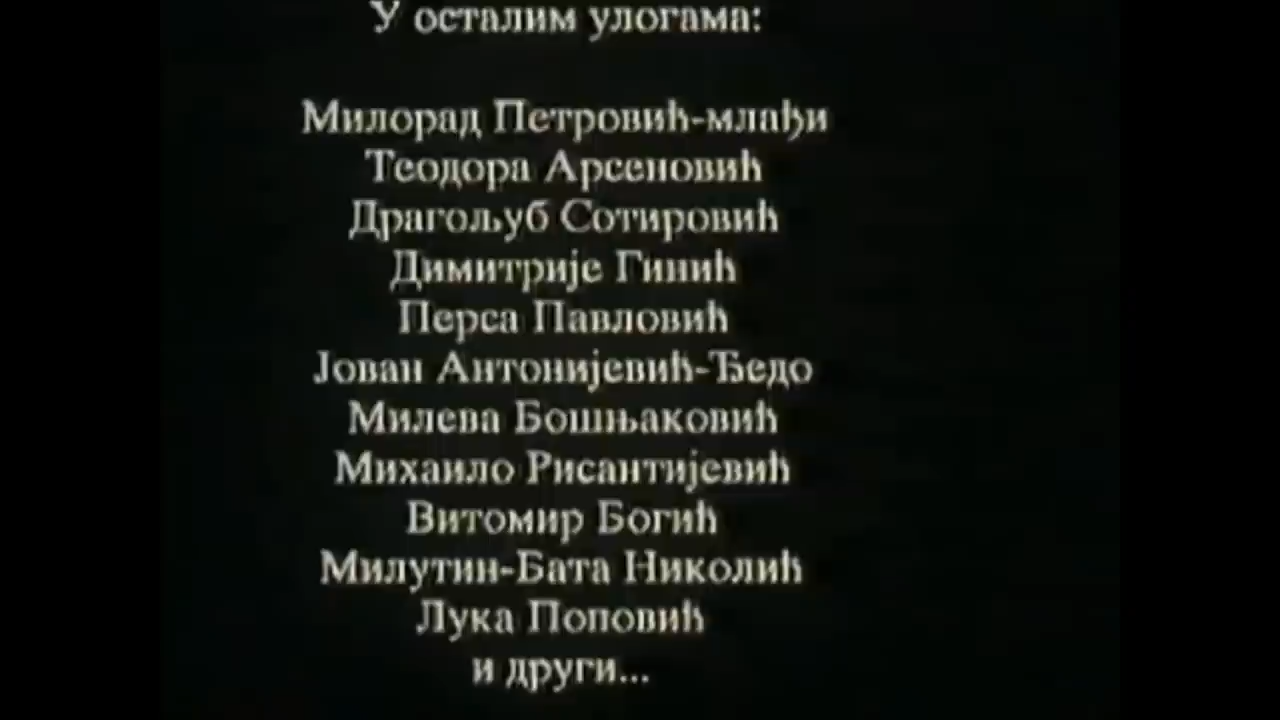 У осталим улогама:
Милорад Петровић-млађи
Теодора Арсеновић
Драгољуб Сотировић
Димитрије Гинић
Перса Павловић
Јован Антонијевић-Ђедо
Милева Бошњаковић
Михаило Рисантијевић
Витомир Богић
Милутин-Бата Николић
Лука Поповић
и други...